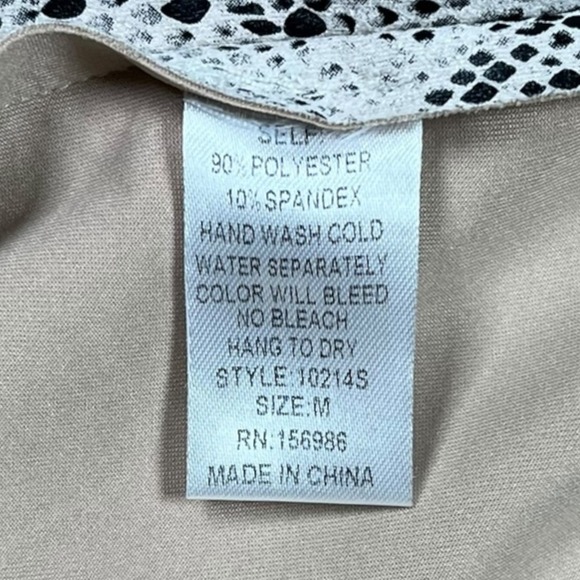 SELF:
90% POLYESTER
10% SPANDEX
HAND WASH COLD
WATER SEPARATELY
COLOR WILL BLEED
NO BLEACH
HANG TO DRY
STYLE:10214S
SIZE:M
RN:156986
MADE IN CHINA